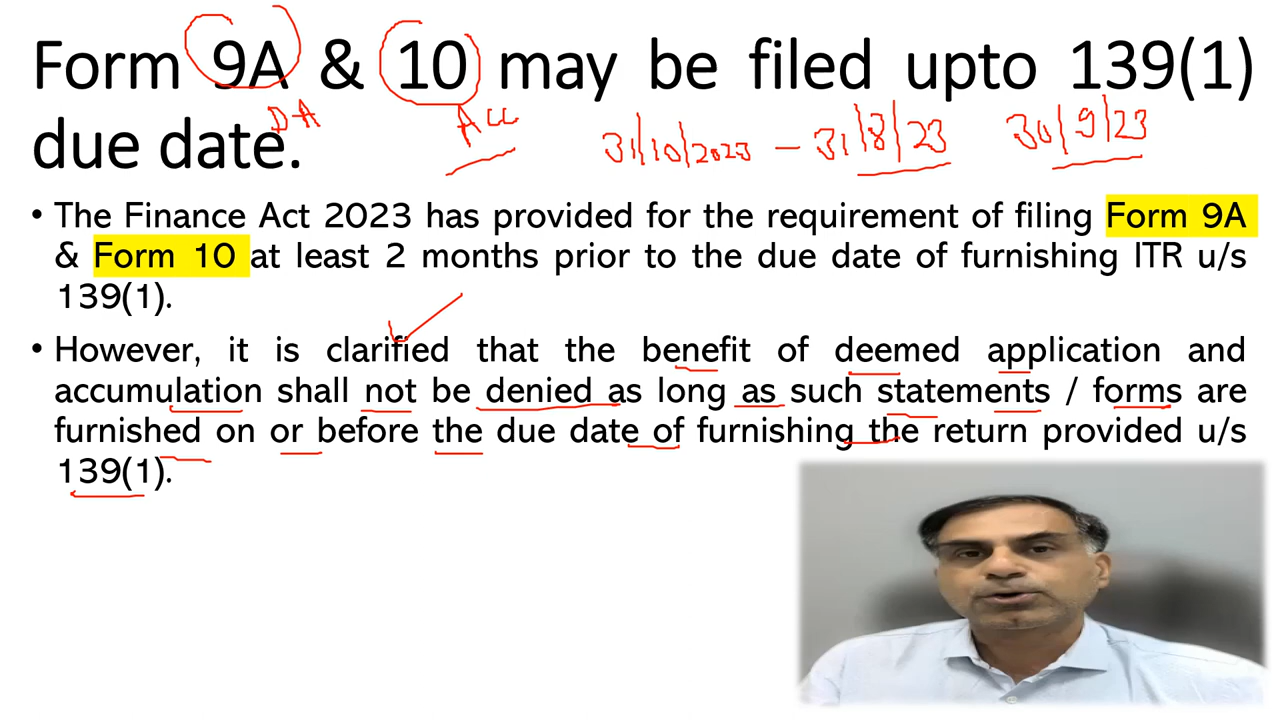 Form 9A & 10 may be filed upto 139(1)
DA Acc 31/10/2023 – 31/8/23 30/9/23
due date.
• The Finance Act 2023 has provided for the requirement of filing Form 9A
& Form 10 at least 2 months prior to the due date of furnishing ITR u/s
139(1).
• However, it is clarified that the benefit of deemed application and
accumulation shall not be denied as long as such statements / forms are
furnished on or before the due date of furnishing the return provided u/s
139(1).